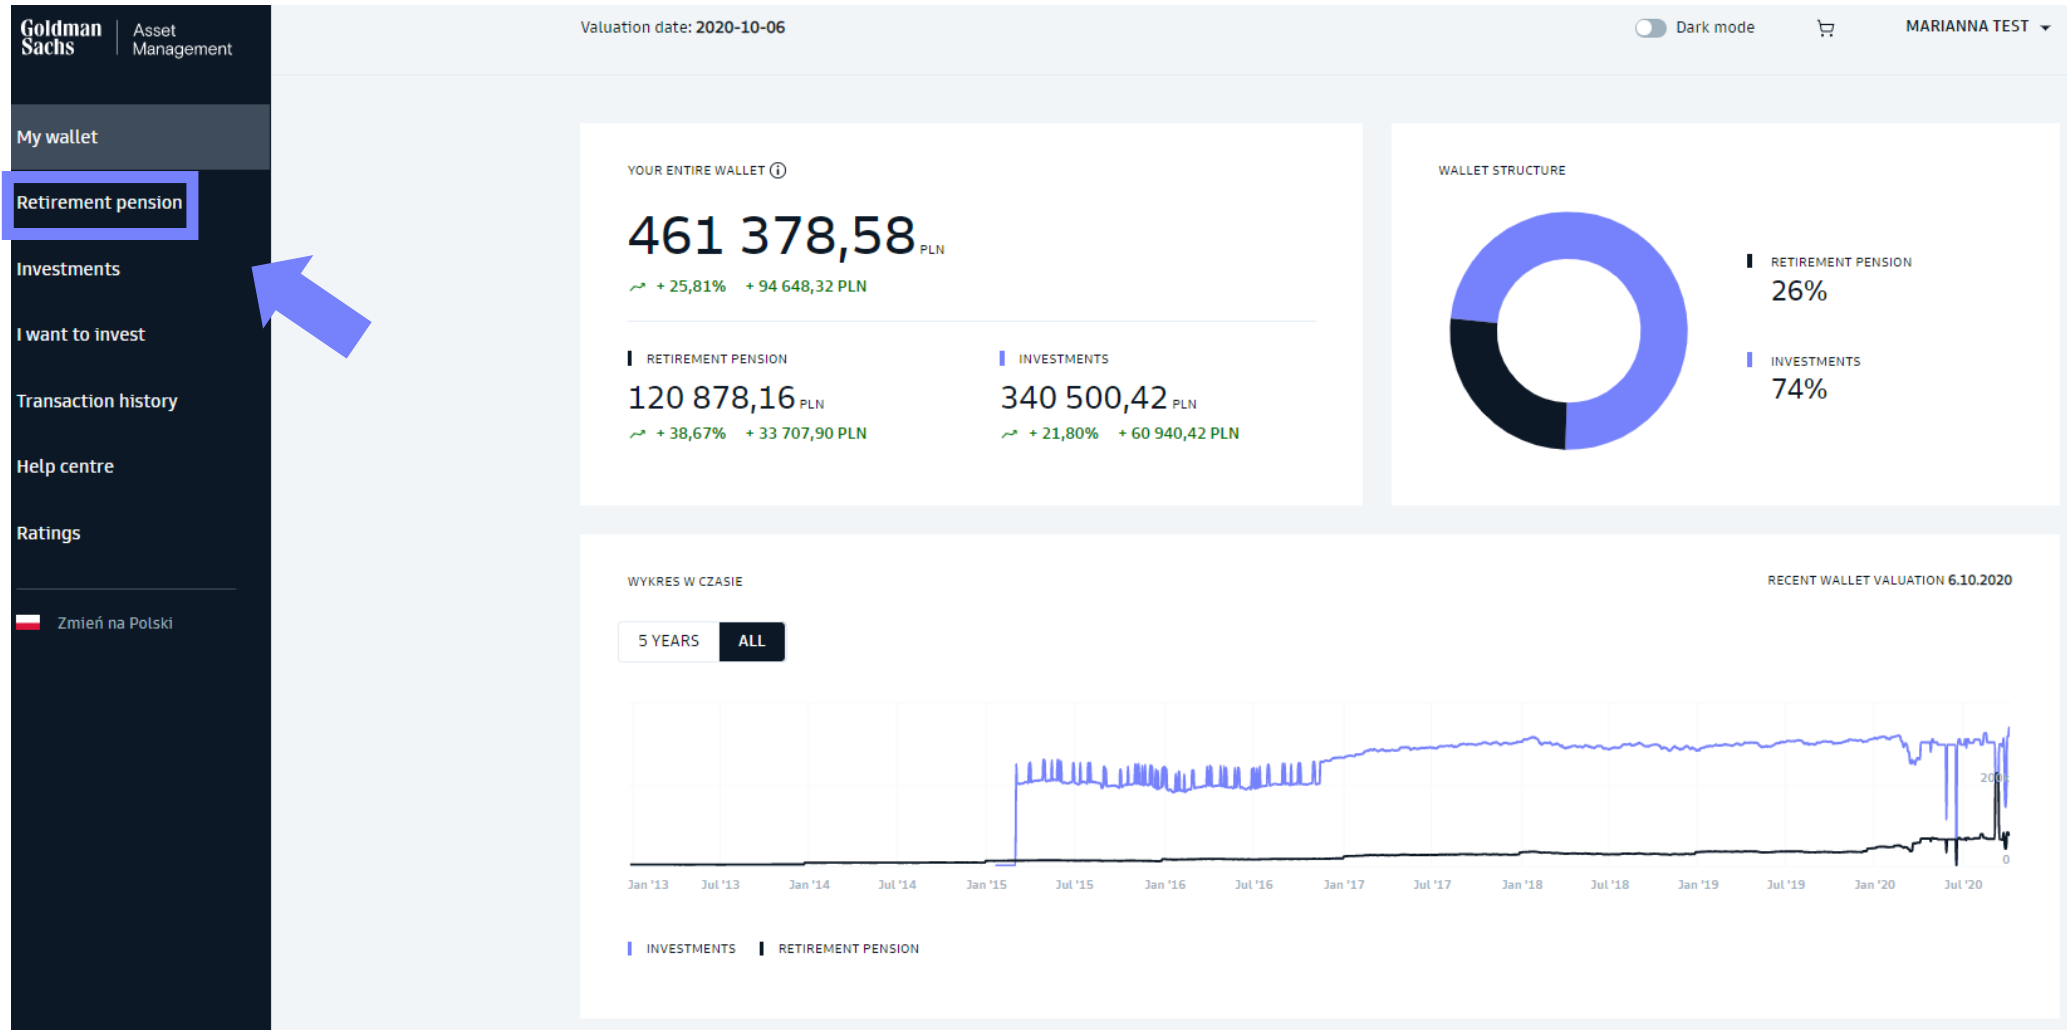 Goldman
Sachs
Asset
Management
Valuation date: 2020-10-06
Dark mode
MARIANNA TEST
My wallet
Retirement pension
Investments
I want to invest
Transaction history
Help centre
Ratings
Zmień na Polski
YOUR ENTIRE WALLET
461 378,58 PLN
+ 25,81% + 94 648,32 PLN
RETIREMENT PENSION
120 878,16 PLN
+ 38,67% + 33 707,90 PLN
INVESTMENTS
340 500,42 PLN
+ 21,80% + 60 940,42 PLN
WALLET STRUCTURE
RETIREMENT PENSION
26%
INVESTMENTS
74%
WYKRES W CZASIE
RECENT WALLET VALUATION 6.10.2020
5 YEARS ALL
200k
0
Jan '13 Jul '13 Jan '14 Jul '14 Jan '15 Jul '15 Jan '16 Jul '16 Jan '17 Jul '17 Jan '18 Jul '18 Jan '19 Jul '19 Jan '20 Jul '20
INVESTMENTS RETIREMENT PENSION